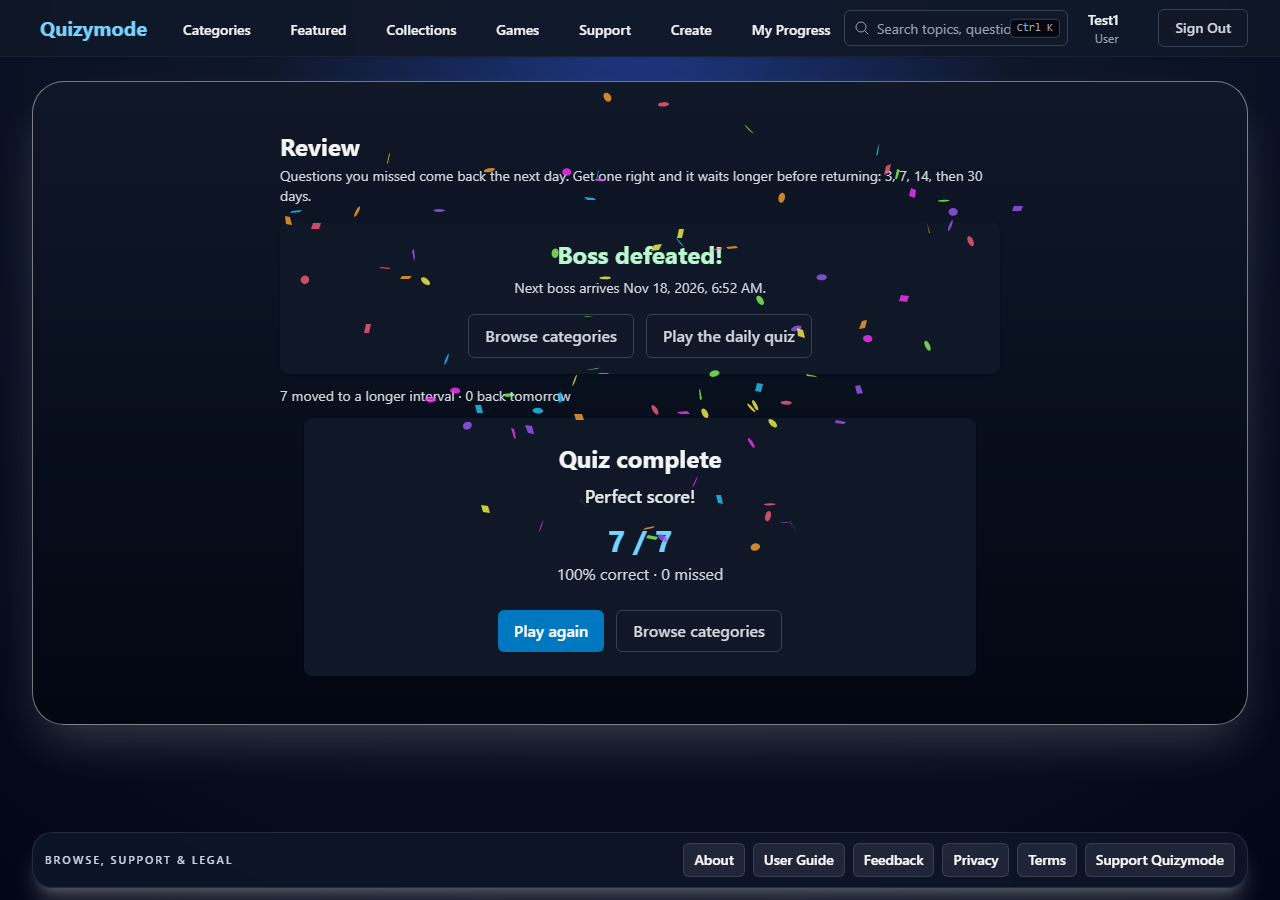 Quizymode
Categories
Featured
Collections
Games
Support
Create
My Progress
Search topics, questio
Ctrl K
Test1
User
Sign Out
Review
Questions you missed come back the next day. Get one right and it waits longer before returning: 3, 7, 14, then 30
days.
Boss defeated!
Next boss arrives Nov 18, 2026, 6:52 AM.
Browse categories
Play the daily quiz
7 moved to a longer interval · 0 back tomorrow
Quiz complete
Perfect score!
7 / 7
100% correct · 0 missed
Play again
Browse categories
BROWSE, SUPPORT & LEGAL
About
User Guide
Feedback
Privacy
Terms
Support Quizymode